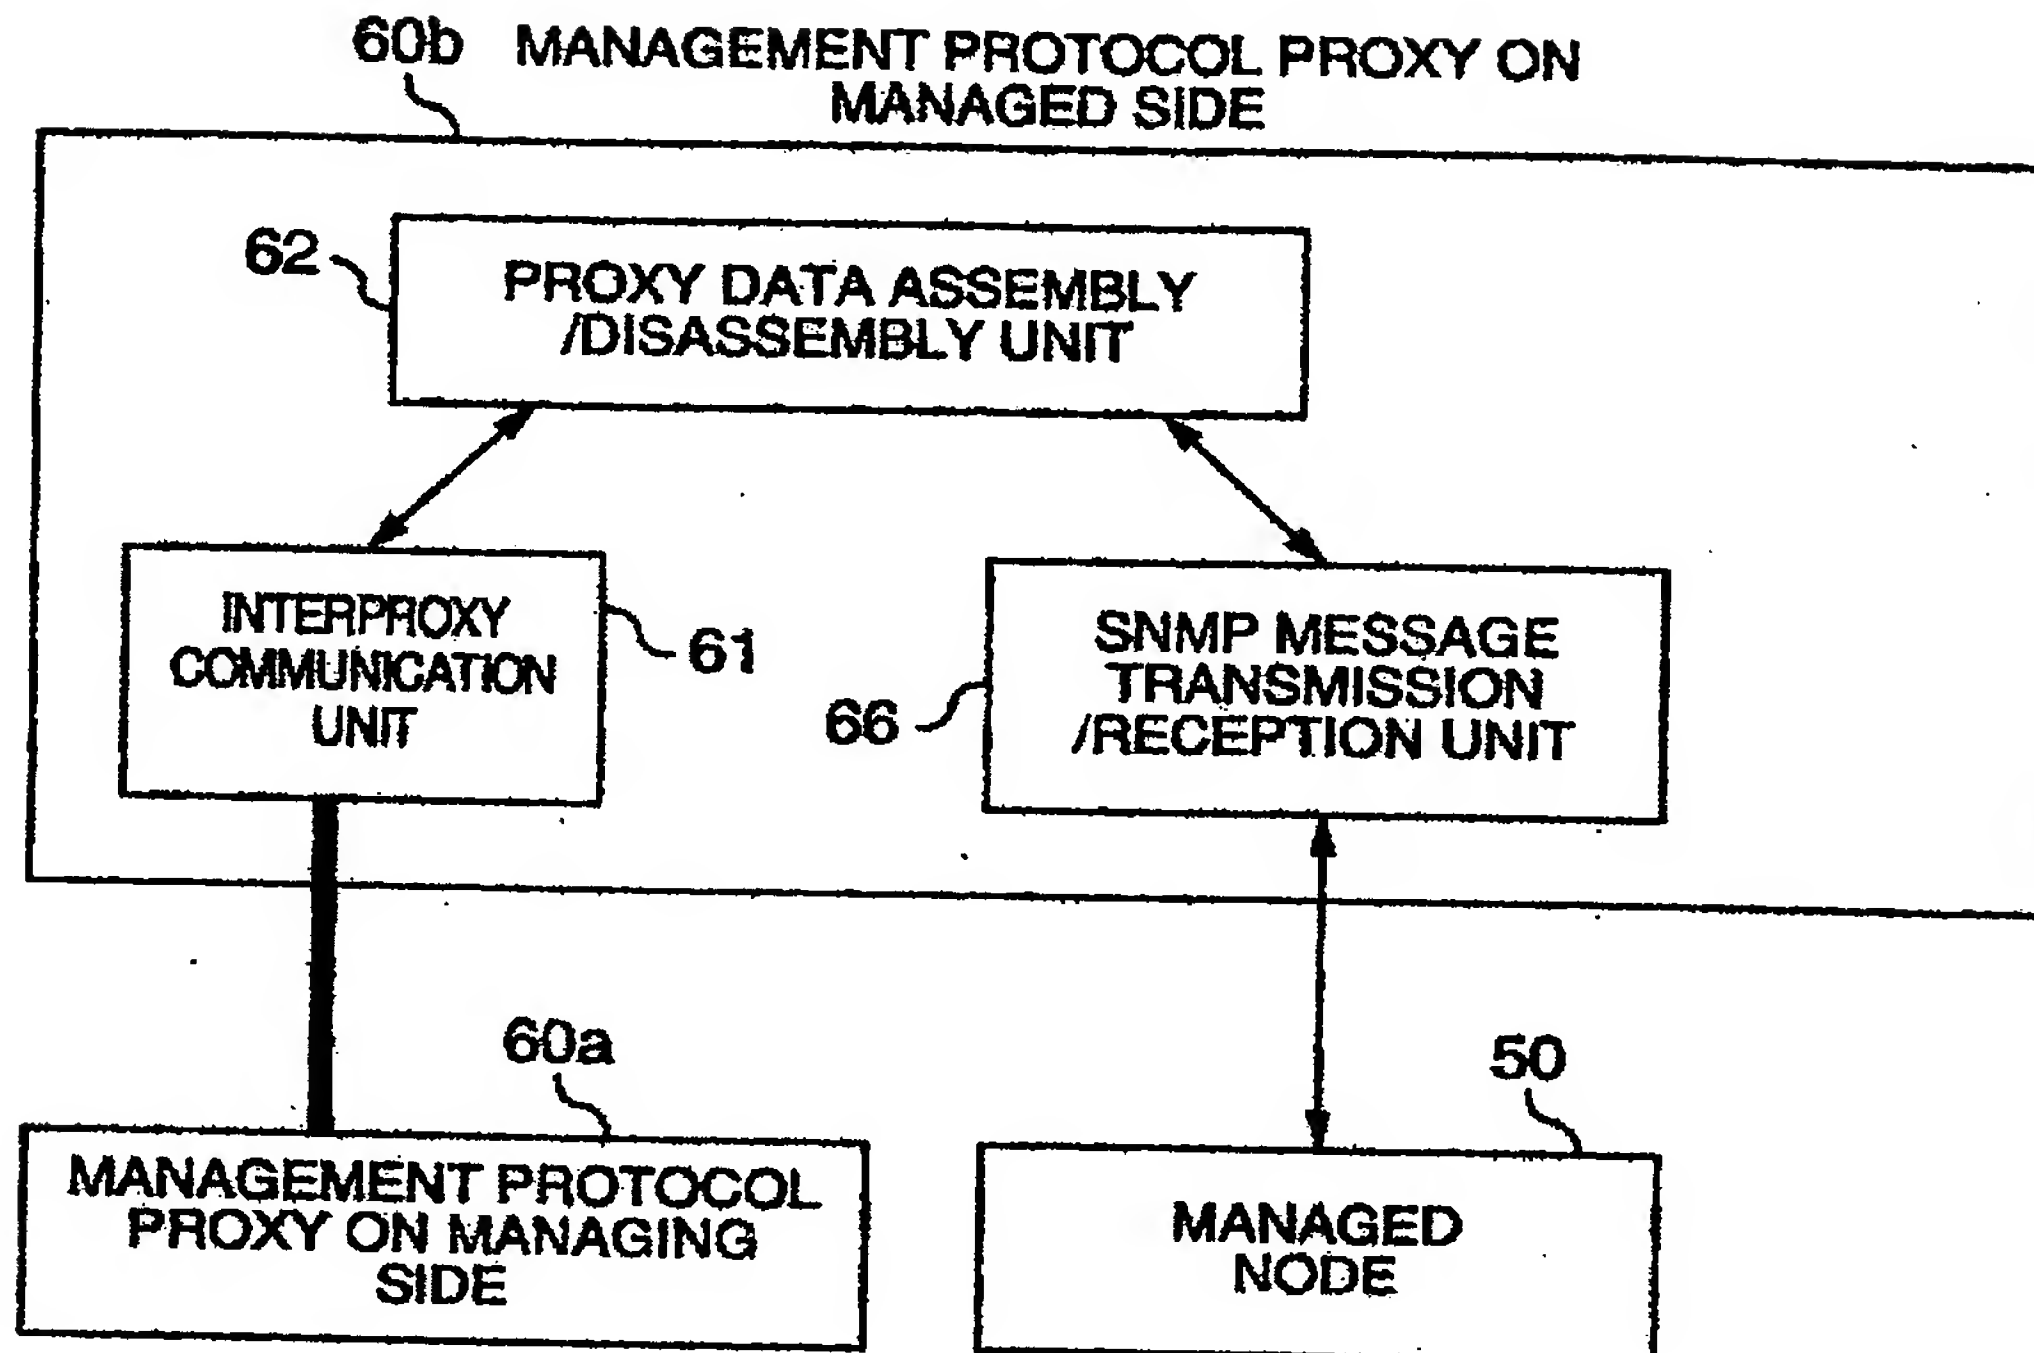 60b MANAGEMENT PROTOCOL PROXY ON
MANAGED SIDE
62
PROXY DATA ASSEMBLY
/DISASSEMBLY UNIT
INTERPROXY
COMMUNICATION
UNIT
61
66
SNMP MESSAGE
TRANSMISSION
/RECEPTION UNIT
60a
MANAGEMENT PROTOCOL
PROXY ON MANAGING
SIDE
50
MANAGED
NODE